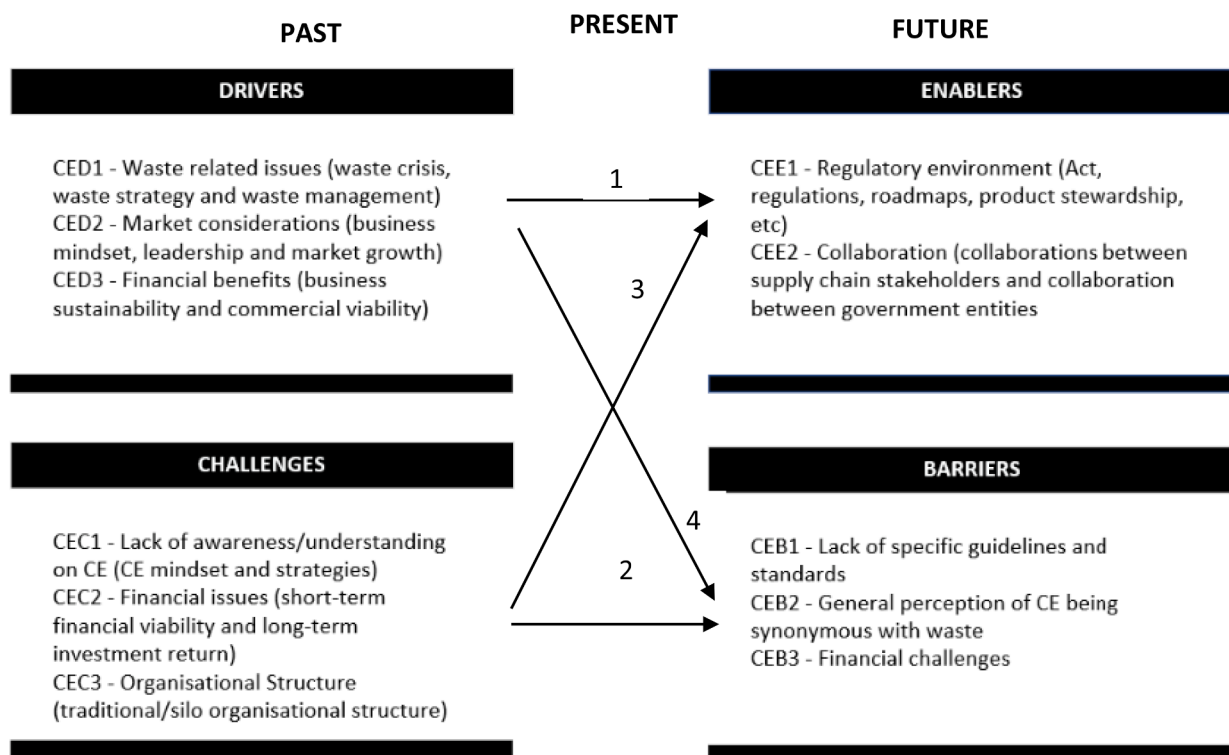 PAST
PRESENT
FUTURE
DRIVERS
CED1 - Waste related issues (waste crisis,
waste strategy and waste management)
CED2 - Market considerations (business
mindset, leadership and market growth)
CED3 - Financial benefits (business
sustainability and commercial viability)
ENABLERS
CEE1 - Regulatory environment (Act,
regulations, roadmaps, product stewardship,
etc)
CEE2 - Collaboration (collaborations between
supply chain stakeholders and collaboration
between government entities
1
3
4
2
CHALLENGES
CEC1 - Lack of awareness/understanding
on CE (CE mindset and strategies)
CEC2 - Financial issues (short-term
financial viability and long-term
investment return)
CEC3 - Organisational Structure
(traditional/silo organisational structure)
BARRIERS
CEB1 - Lack of specific guidelines and
standards
CEB2 - General perception of CE being
synonymous with waste
CEB3 - Financial challenges